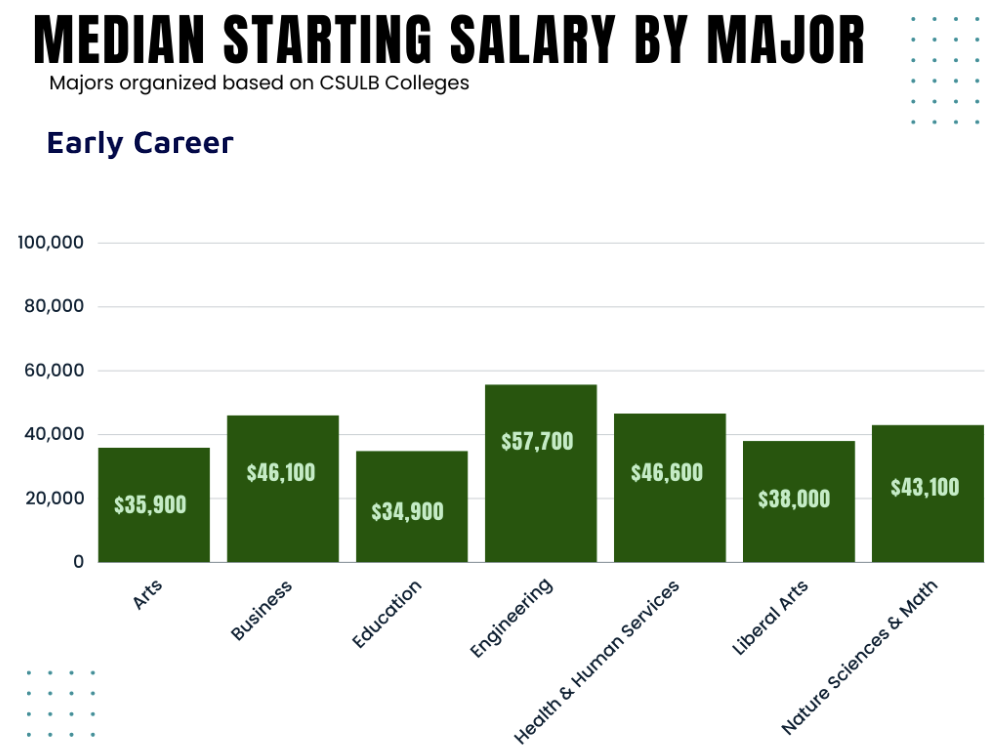 MEDIAN STARTING SALARY BY MAJOR
Majors organized based on CSULB Colleges
Early Career
100,000
80,000
60,000
40,000
20,000
0
$35,900
$46,100
$34,900
$57,700
$46,600
$38,000
$43,100
Arts
Business
Education
Engineering
Health & Human Services
Liberal Arts
Nature Sciences & Math